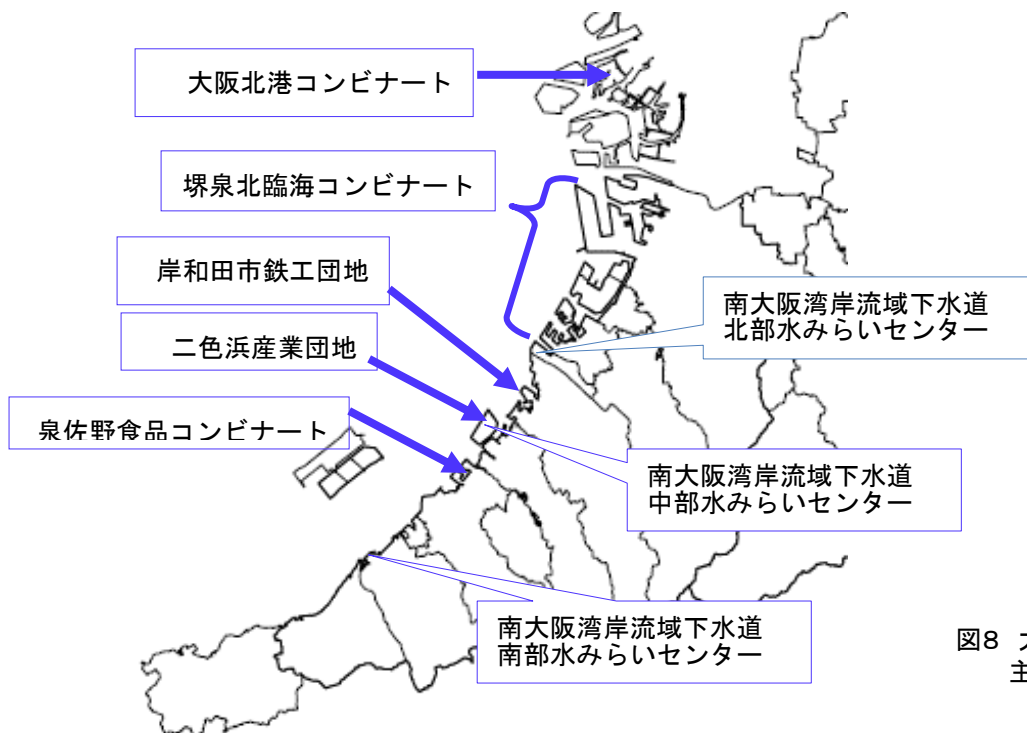 大阪北港コンビナート
堺泉北臨海コンビナート
岸和田市鉄工団地
二色浜産業団地
泉佐野食品コンビナート
南大阪湾岸流域下水道
北部水みらいセンター
南大阪湾岸流域下水道
中部水みらいセンター
南大阪湾岸流域下水道
南部水みらいセンター
図8
主